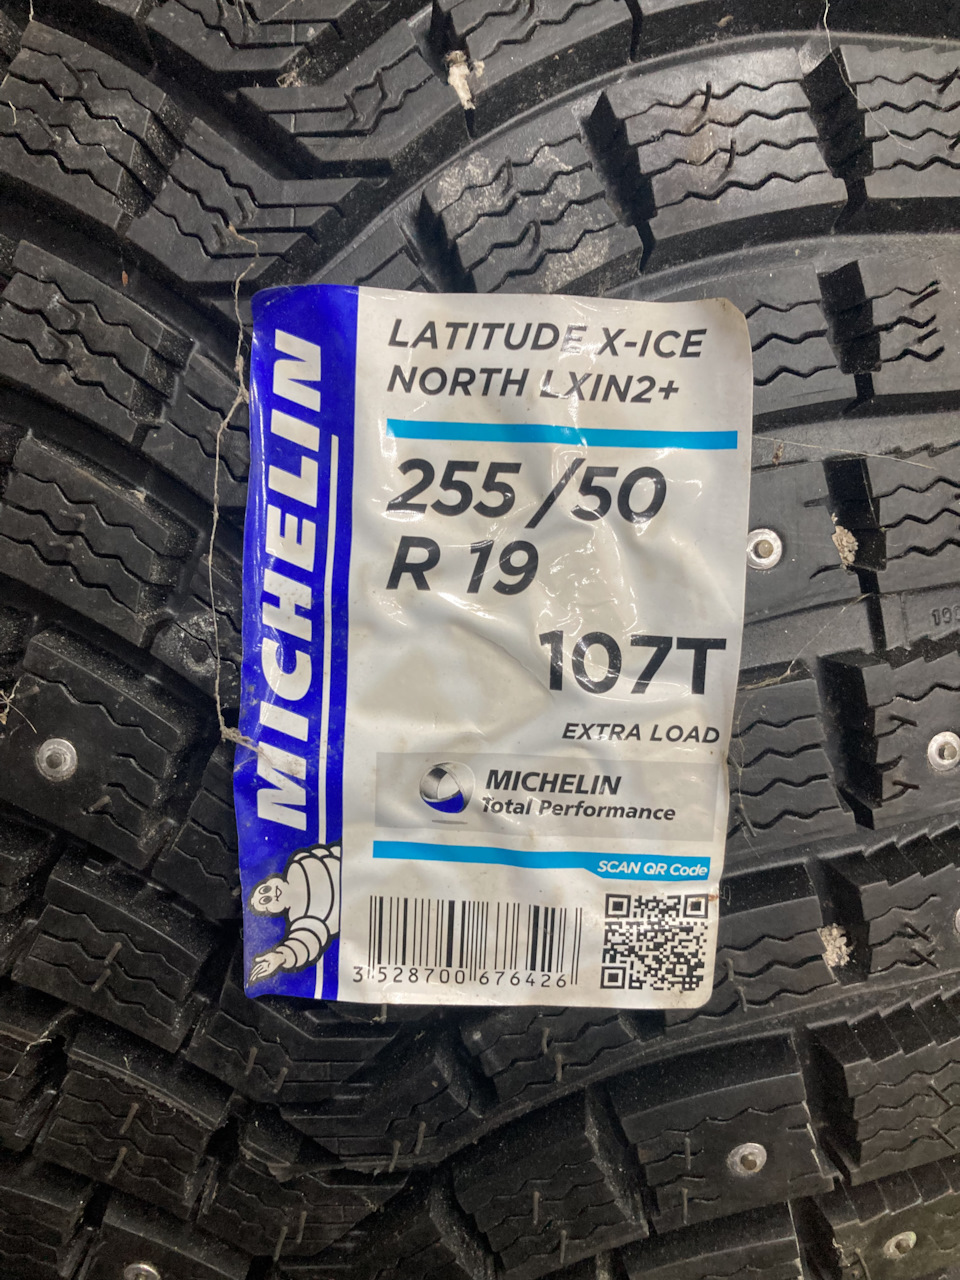 MICHELIN
LATITUDE X-ICE
NORTH LXIN2+
255 /50
R 19
107T
EXTRA LOAD
MICHELIN
Total Performance
SCAN QR Code
3 528700 676426